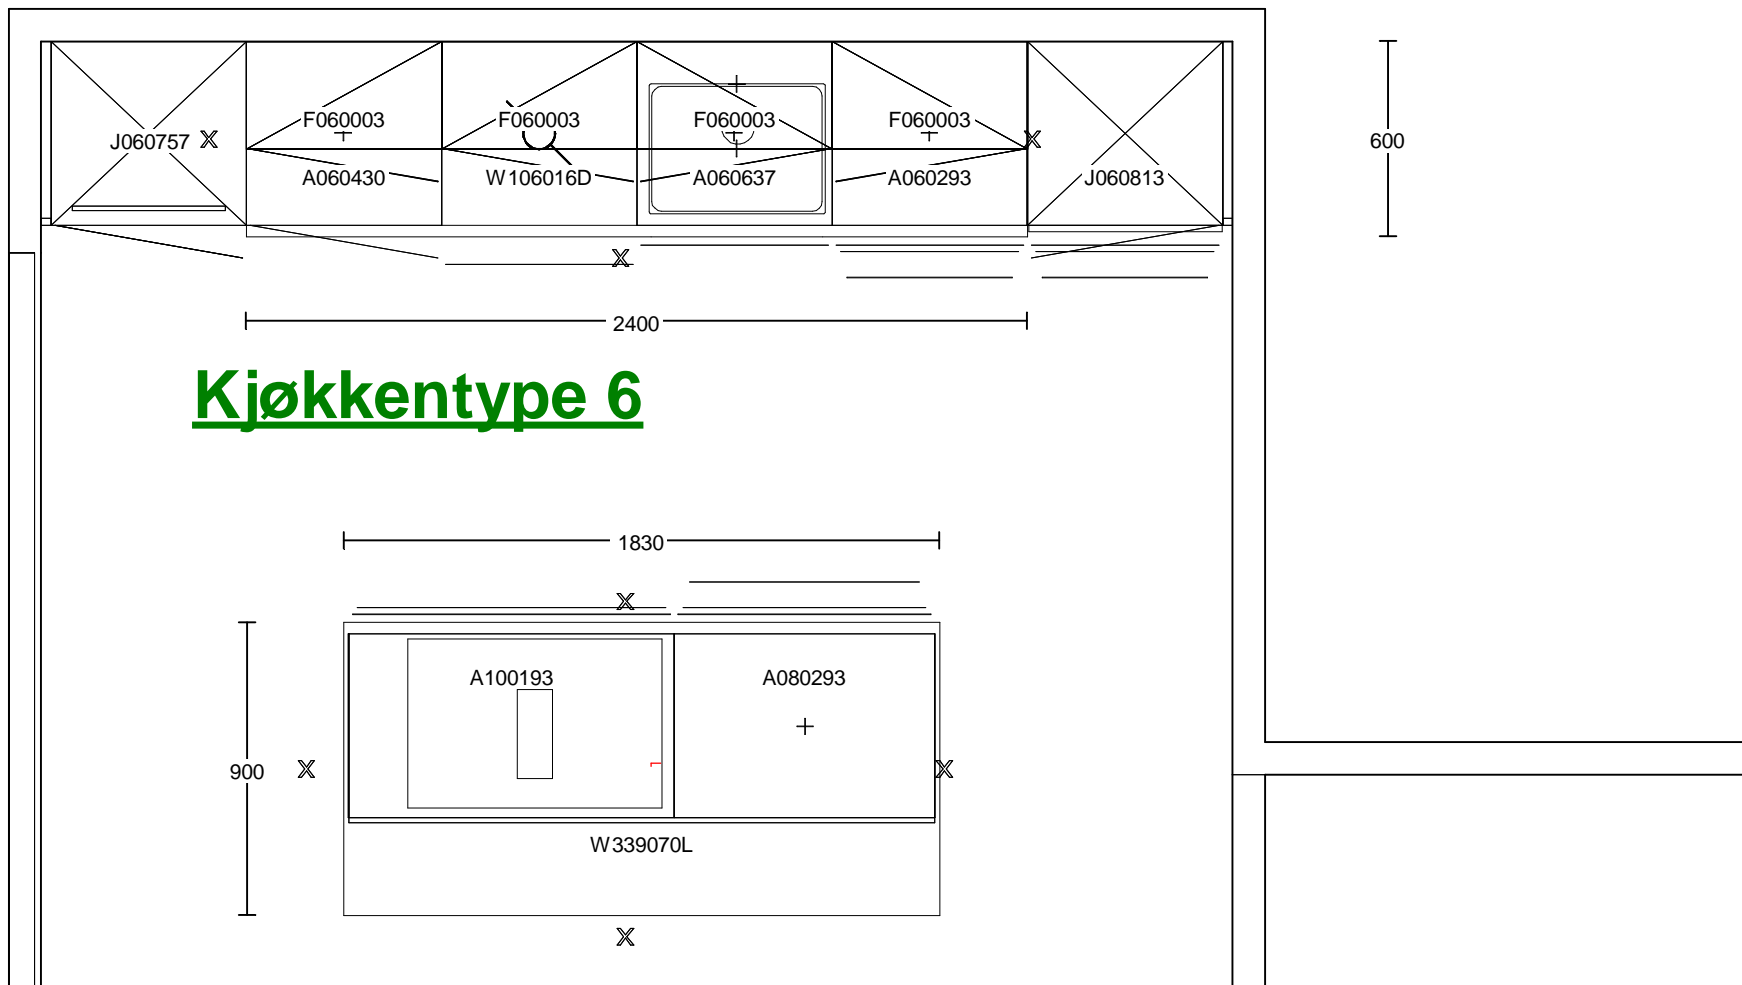 F060003 F060003 F060003 F060003
J060757 X X 600
A060430 W106016D A060637 A060293 J060813
X
2400
Kjøkkentype 6
1830
X
A100193 A080293
900 X X
W339070L
X